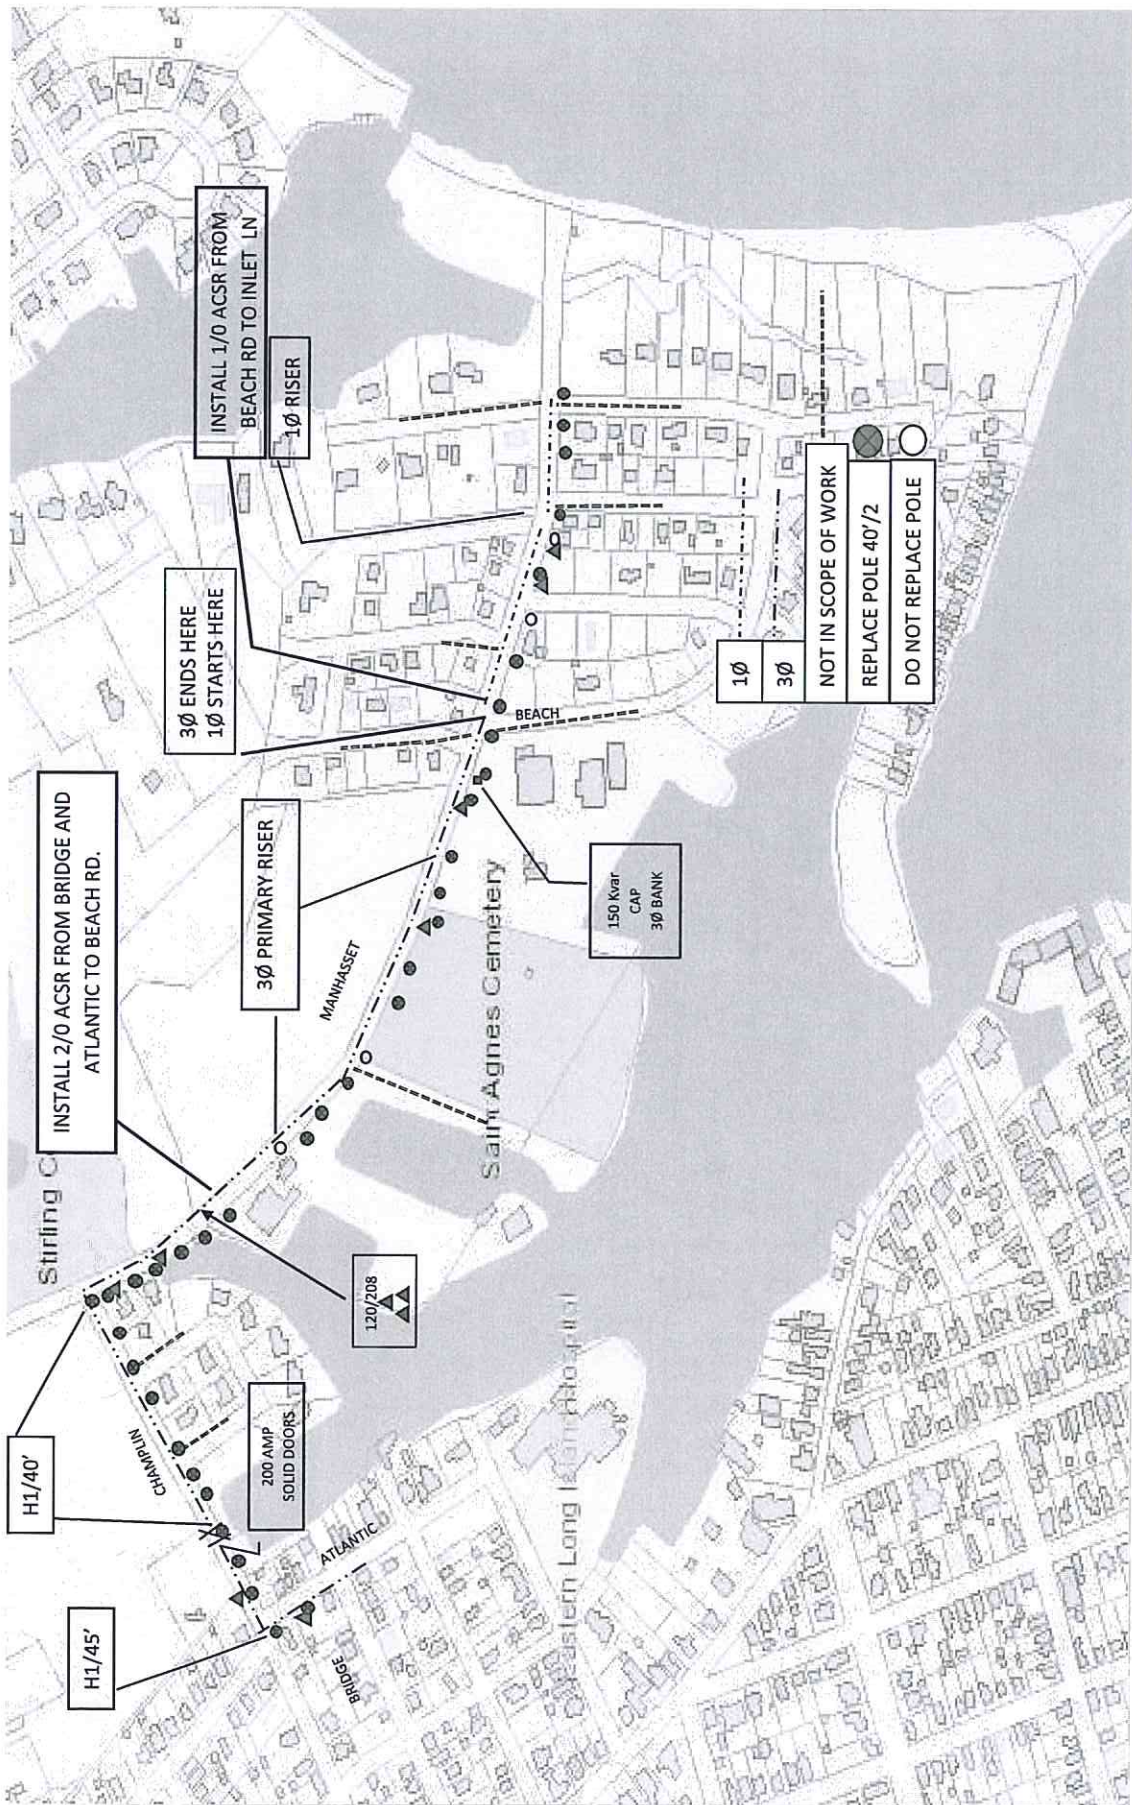 H1/45'
H1/40'
INSTALL 2/0 ACSR FROM BRIDGE AND
ATLANTIC TO BEACH RD.
3Ø ENDS HERE
1Ø STARTS HERE
INSTALL 1/0 ACSR FROM
BEACH RD TO INLET LN
1Ø RISER
3Ø PRIMARY RISER
Stirling C
CHAMPLIN
MANHASSET
BEACH
120/208
200 AMP
SOLID DOORS
ATLANTIC
BRIDGE
150 Kvar
CAP
3Ø BANK
Saint Agnes Cemetery
Eastern Long Island Hospital
1Ø
3Ø
NOT IN SCOPE OF WORK
REPLACE POLE 40'/2
DO NOT REPLACE POLE